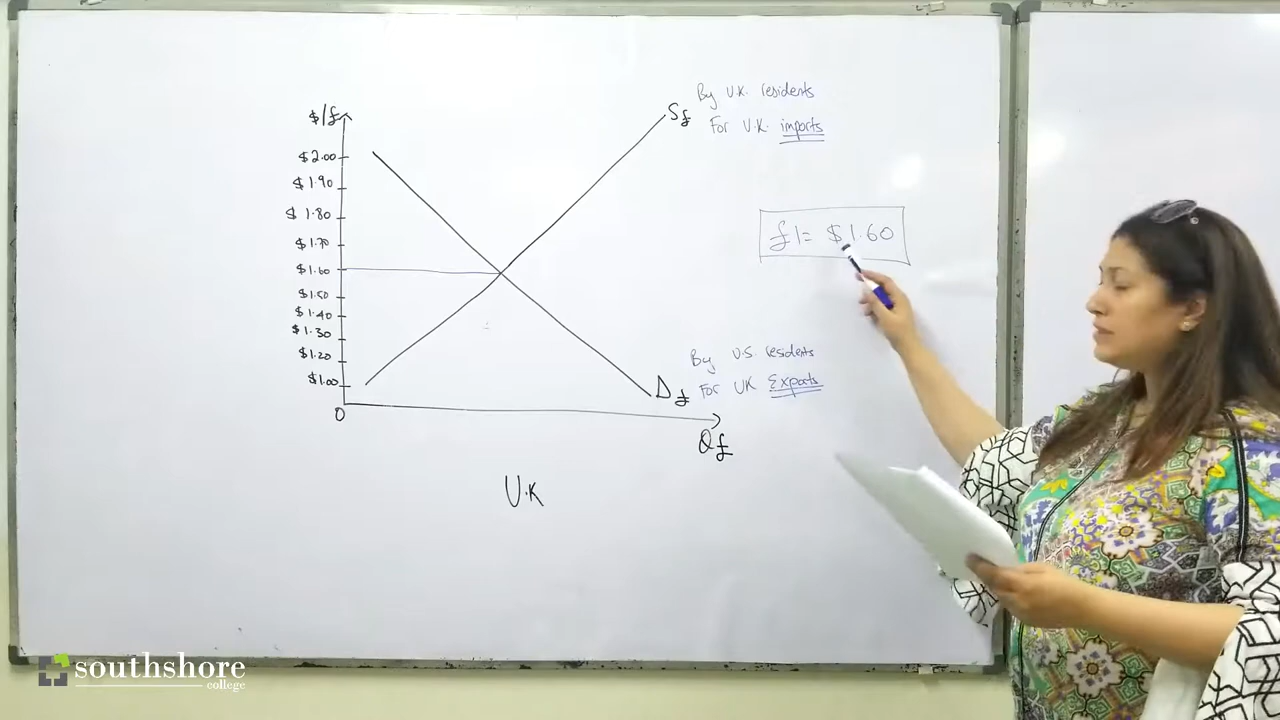 By U.K. residents
S£
For U.K. imports
$/£
$2.00
$1.90
$1.80
$1.70
$1.60
$1.50
$1.40
$1.30
$1.20
$1.00
0
£1= $1.60
By U.S. residents
D£
For UK Exports
Q£
U.K
southshore
college